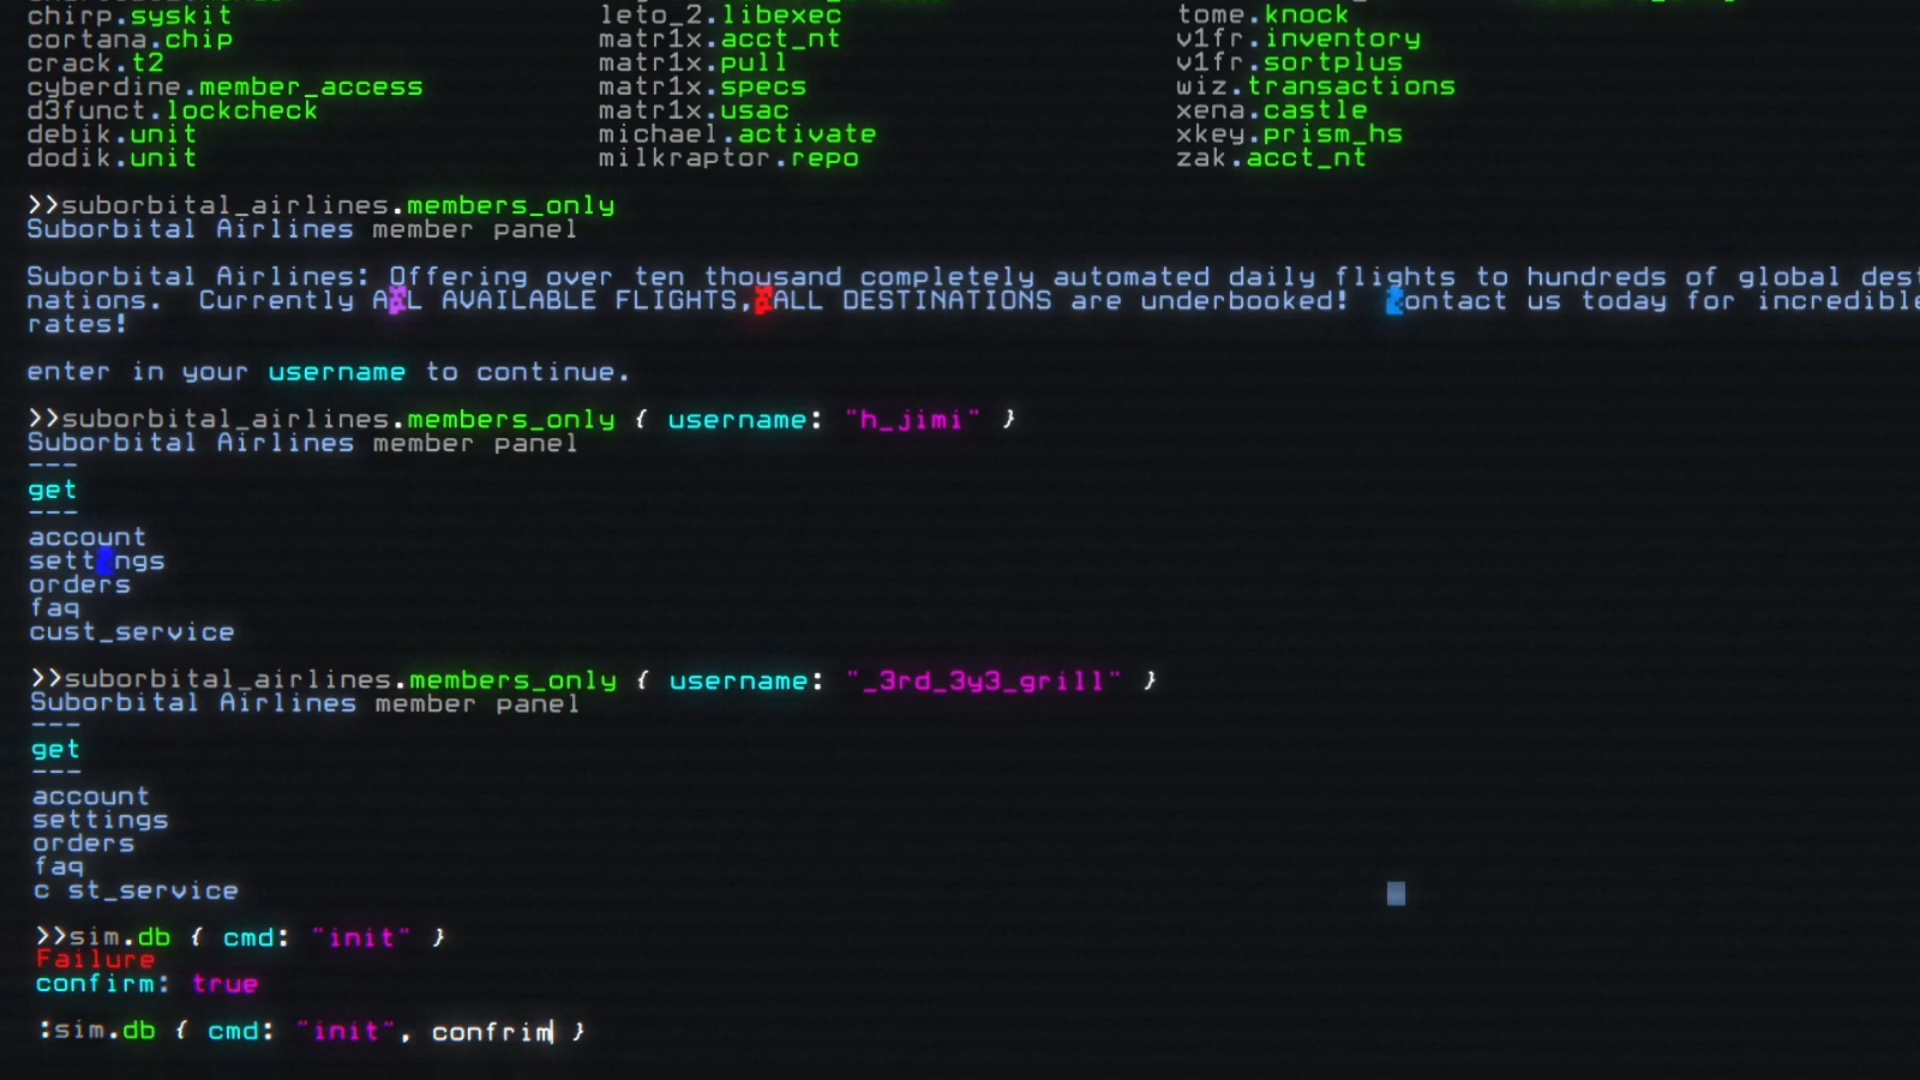 chirp.syskit leto_2.libexec tome.knock
cortana.chip matr1x.acct_nt v1fr.inventory
crack.t2 matr1x.pull v1fr.sortplus
cyberdine.member_access matr1x.specs wiz.transactions
d3funct.lockcheck matr1x.usac xena.castle
debik.unit michael.activate xkey.prism_hs
dodik.unit milkraptor.repo zak.acct_nt
>>suborbital_airlines.members_only
Suborbital Airlines member panel
Suborbital Airlines: Offering over ten thousand completely automated daily flights to hundreds of global dest
nations.  Currently ALL AVAILABLE FLIGHTS, ALL DESTINATIONS are underbooked!  Contact us today for incredible
rates!
enter in your username to continue.
>>suborbital_airlines.members_only { username: "h_jimi" }
Suborbital Airlines member panel
---
get
---
account
settings
orders
faq
cust_service
>>suborbital_airlines.members_only { username: "_3rd_3y3_grill" }
Suborbital Airlines member panel
---
get
---
account
settings
orders
faq
c st_service
>>sim.db { cmd: "init" }
Failure
confirm: true
:sim.db { cmd: "init", confrim }